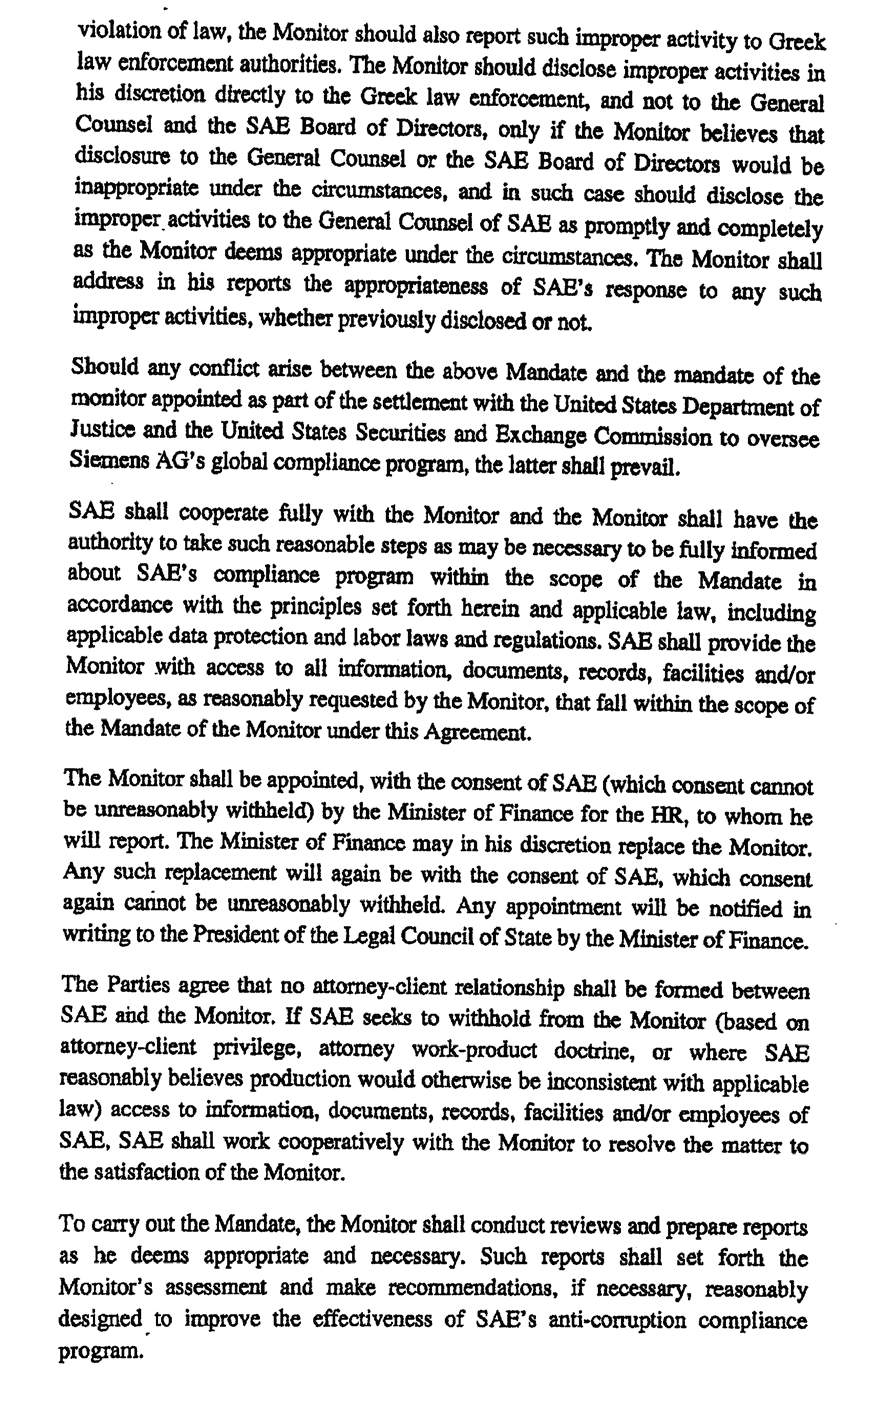 violation of law, the Monitor should also report such improper activity to Greek
law enforcement authorities. The Monitor should disclose improper activities in
his discretion directly to the Greek law enforcement, and not to the General
Counsel and the SAE Board of Directors, only if the Monitor believes that
disclosure to the General Counsel or the SAE Board of Directors would be
inappropriate under the circumstances, and in such case should disclose the
improper activities to the General Counsel of SAE as promptly and completely
as the Monitor deems appropriate under the circumstances. The Monitor shall
address in his reports the appropriateness of SAE's response to any such
improper activities, whether previously disclosed or not.
Should any conflict arise between the above Mandate and the mandate of the
monitor appointed as part of the settlement with the United States Department of
Justice and the United States Securities and Exchange Commission to oversee
Siemens AG's global compliance program, the latter shall prevail.
SAE shall cooperate fully with the Monitor and the Monitor shall have the
authority to take such reasonable steps as may be necessary to be fully informed
about SAE's compliance program within the scope of the Mandate in
accordance with the principles set forth herein and applicable law, including
applicable data protection and labor laws and regulations. SAE shall provide the
Monitor with access to all information, documents, records, facilities and/or
employees, as reasonably requested by the Monitor, that fall within the scope of
the Mandate of the Monitor under this Agreement.
The Monitor shall be appointed, with the consent of SAE (which consent cannot
be unreasonably withheld) by the Minister of Finance for the HR, to whom he
will report. The Minister of Finance may in his discretion replace the Monitor.
Any such replacement will again be with the consent of SAE, which consent
again cannot be unreasonably withheld. Any appointment will be notified in
writing to the President of the Legal Council of State by the Minister of Finance.
The Parties agree that no attorney-client relationship shall be formed between
SAE and the Monitor. If SAE seeks to withhold from the Monitor (based on
attorney-client privilege, attorney work-product doctrine, or where SAE
reasonably believes production would otherwise be inconsistent with applicable
law) access to information, documents, records, facilities and/or employees of
SAE, SAE shall work cooperatively with the Monitor to resolve the matter to
the satisfaction of the Monitor.
To carry out the Mandate, the Monitor shall conduct reviews and prepare reports
as he deems appropriate and necessary. Such reports shall set forth the
Monitor's assessment and make recommendations, if necessary, reasonably
designed to improve the effectiveness of SAE's anti-corruption compliance
program.